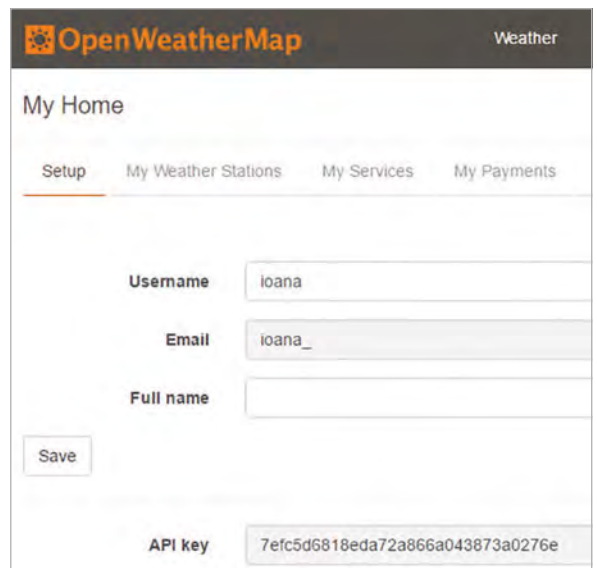 OpenWeatherMap Weather
My Home
Setup My Weather Stations My Services My Payments
Username ioana
Email ioana_
Full name
Save
API key 7efc5d6818eda72a866a043873a0276e